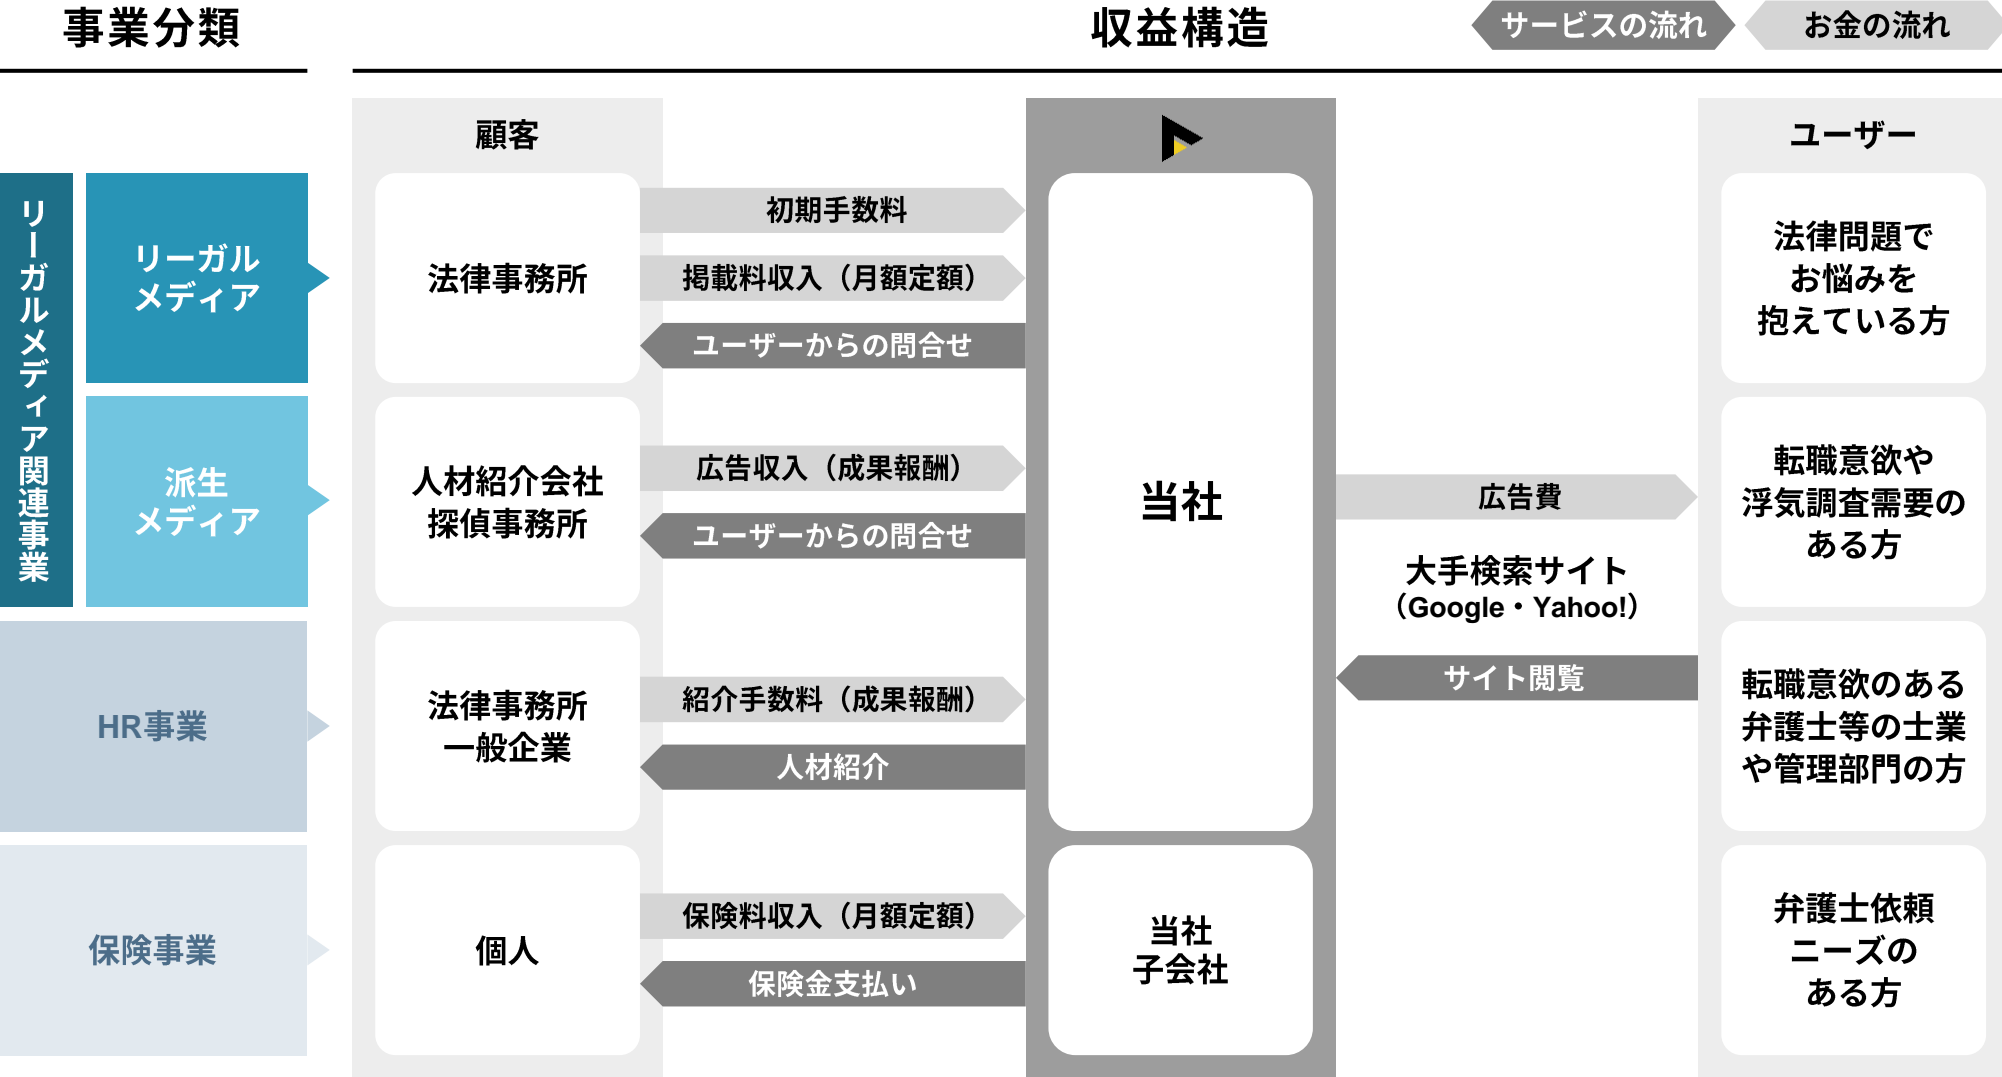 事業分類
収益構造
サービスの流れ
お金の流れ
顧客
ユーザー
リーガルメディア関連事業
リーガル
メディア
法律事務所
初期手数料
掲載料収入（月額定額）
ユーザーからの問合せ
法律問題で
お悩みを
抱えている方
派生
メディア
人材紹介会社
探偵事務所
広告収入（成果報酬）
ユーザーからの問合せ
当社
広告費
大手検索サイト
（Google・Yahoo!）
サイト閲覧
転職意欲や
浮気調査需要の
ある方
HR事業
法律事務所
一般企業
紹介手数料（成果報酬）
人材紹介
転職意欲のある
弁護士等の士業
や管理部門の方
保険事業
個人
保険料収入（月額定額）
保険金支払い
当社
子会社
弁護士依頼
ニーズの
ある方